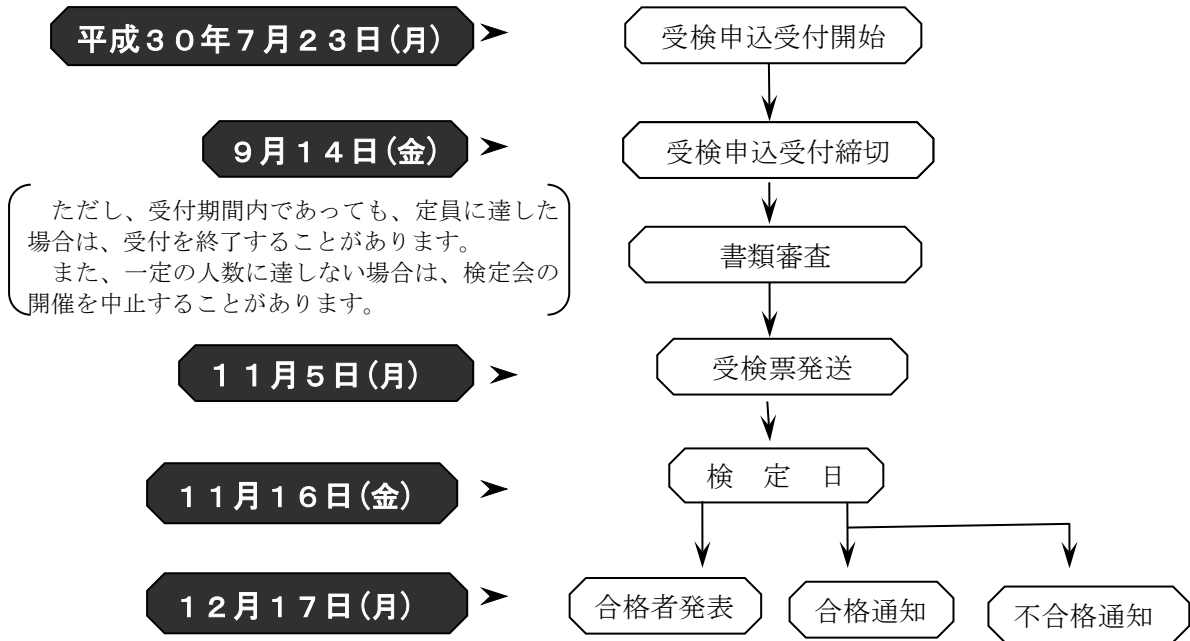 平成３０年７月２３日(月)
受検申込受付開始
９月１４日(金)
受検申込受付締切
ただし、受付期間内であっても、定員に達した
場合は、受付を終了することがあります。
また、一定の人数に達しない場合は、検定会の
開催を中止することがあります。
書類審査
１１月５日(月)
受検票発送
１１月１６日(金)
検　定　日
１２月１７日(月)
合格者発表
合格通知
不合格通知